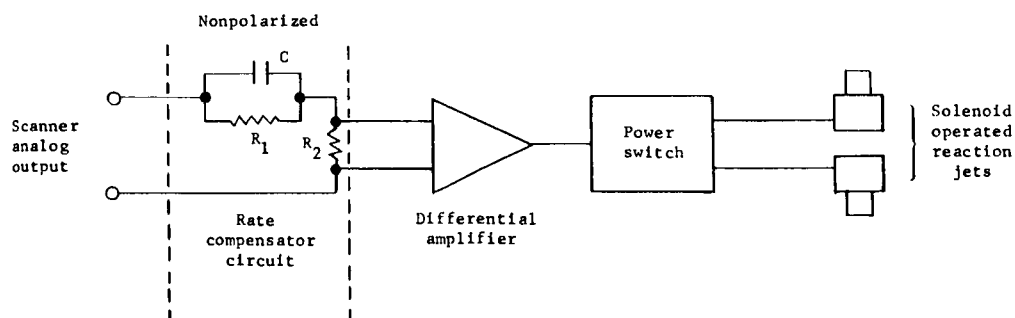 Nonpolarized
C
R1
R2
Scanner
analog
output
Rate
compensator
circuit
Differential
amplifier
Power
switch
Solenoid
operated
reaction
jets